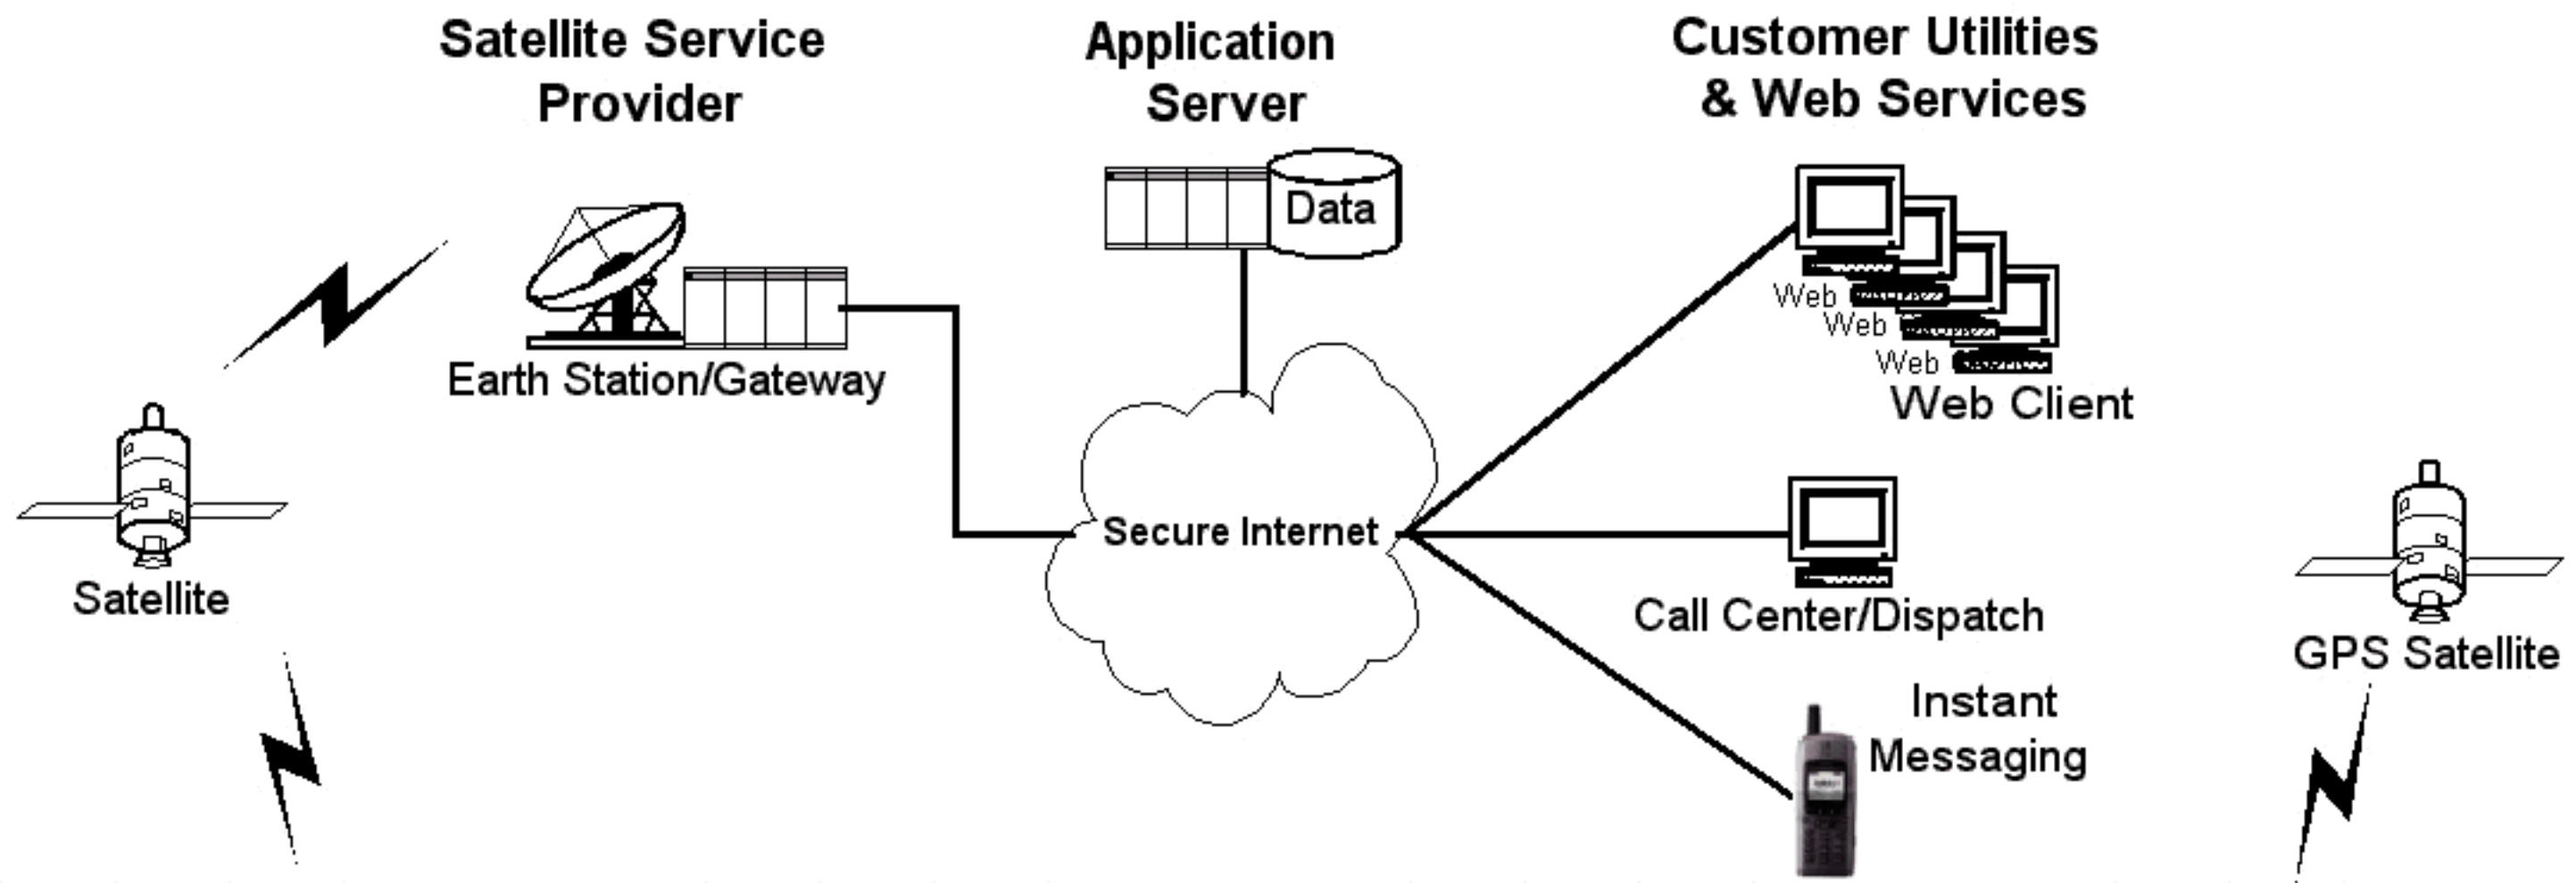 Satellite Service
Provider
Application
Server
Customer Utilities
& Web Services
Data
Earth Station/Gateway
Web
Web
Web
Web Client
Satellite
Secure Internet
Call Center/Dispatch
GPS Satellite
Instant
Messaging